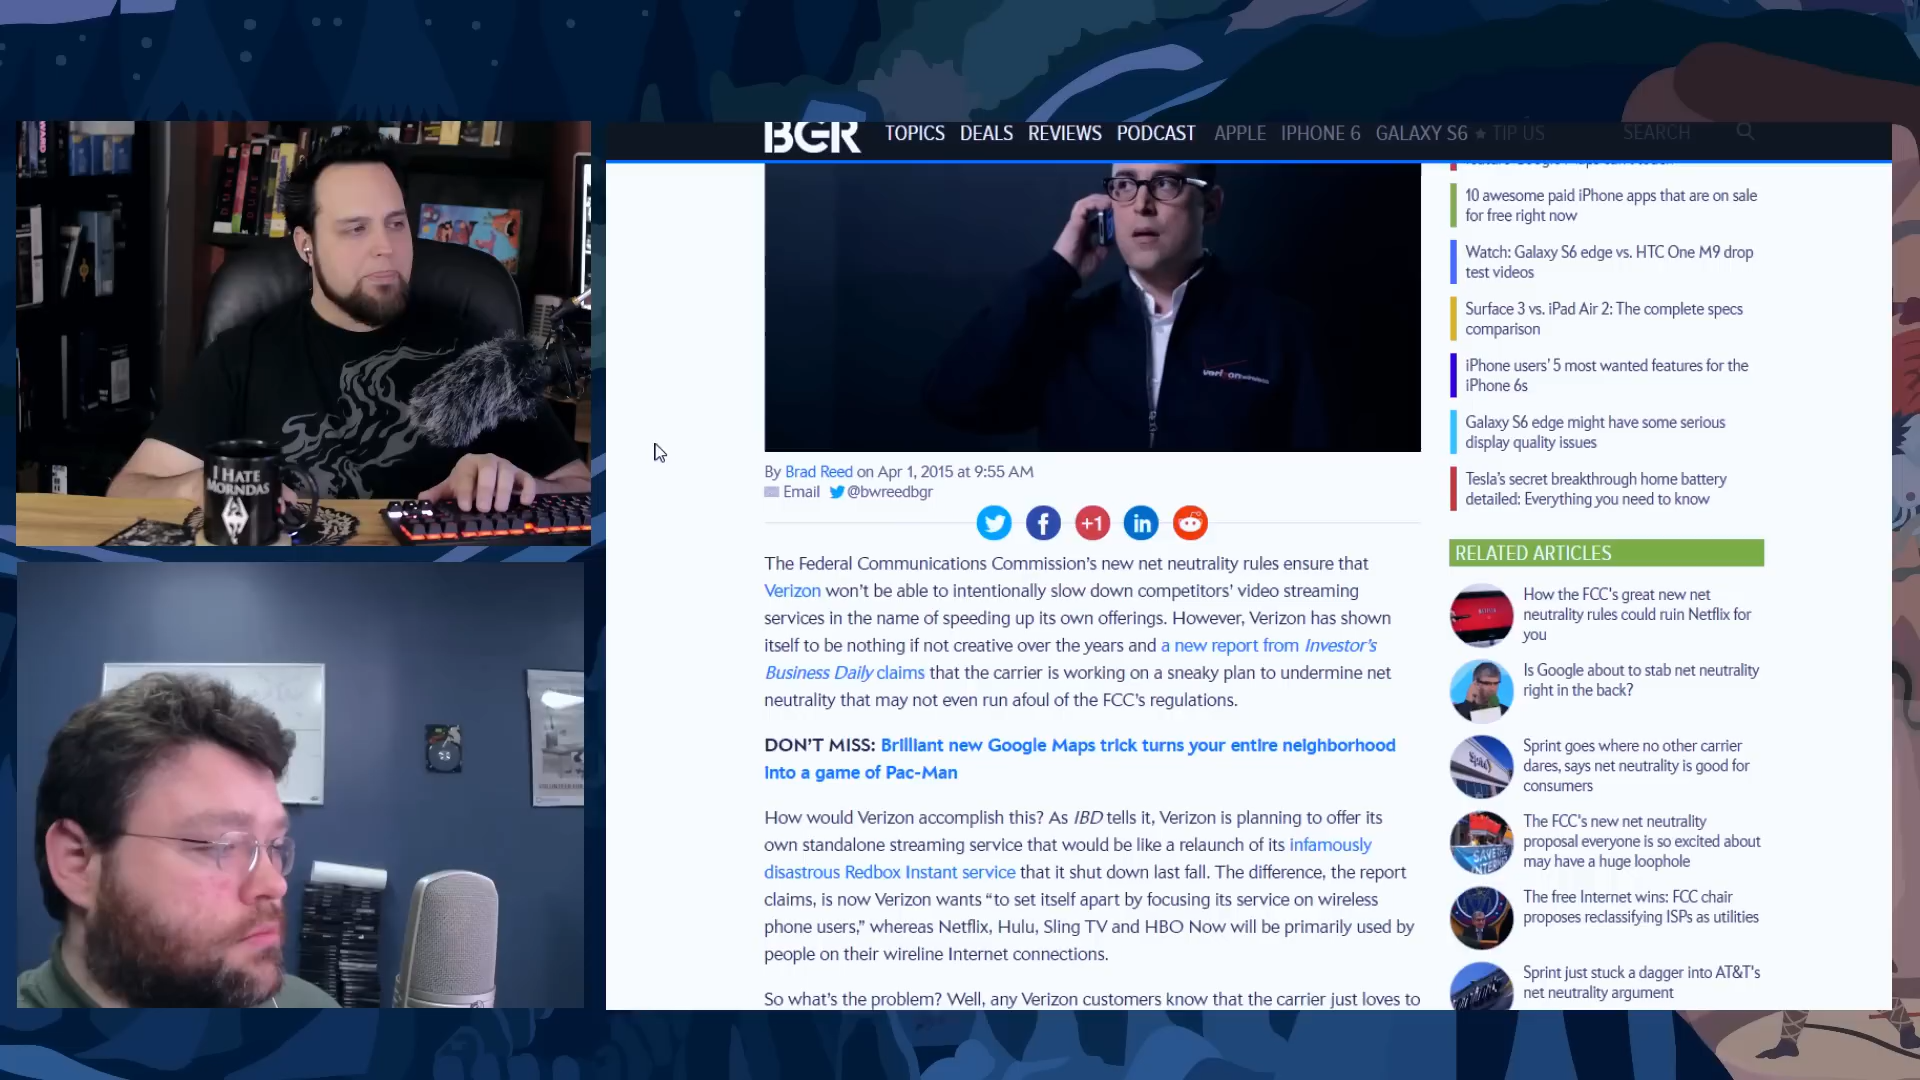 BGR TOPICS DEALS REVIEWS PODCAST APPLE IPHONE 6 GALAXY S6 ★ TIP US SEARCH
I HATE
MORNDAS
verizonwireless
By Brad Reed on Apr 1, 2015 at 9:55 AM
Email @bwreedbgr
+1
in
The Federal Communications Commission's new net neutrality rules ensure that
Verizon won't be able to intentionally slow down competitors' video streaming
services in the name of speeding up its own offerings. However, Verizon has shown
itself to be nothing if not creative over the years and a new report from Investor's
Business Daily claims that the carrier is working on a sneaky plan to undermine net
neutrality that may not even run afoul of the FCC's regulations.
DON'T MISS: Brilliant new Google Maps trick turns your entire neighborhood
into a game of Pac-Man
How would Verizon accomplish this? As IBD tells it, Verizon is planning to offer its
own standalone streaming service that would be like a relaunch of its infamously
disastrous Redbox Instant service that it shut down last fall. The difference, the report
claims, is now Verizon wants “to set itself apart by focusing its service on wireless
phone users,” whereas Netflix, Hulu, Sling TV and HBO Now will be primarily used by
people on their wireline Internet connections.
So what's the problem? Well, any Verizon customers know that the carrier just loves to
10 awesome paid iPhone apps that are on sale
for free right now
Watch: Galaxy S6 edge vs. HTC One M9 drop
test videos
Surface 3 vs. iPad Air 2: The complete specs
comparison
iPhone users' 5 most wanted features for the
iPhone 6s
Galaxy S6 edge might have some serious
display quality issues
Tesla's secret breakthrough home battery
detailed: Everything you need to know
RELATED ARTICLES
How the FCC's great new net
neutrality rules could ruin Netflix for
you
Is Google about to stab net neutrality
right in the back?
Sprint goes where no other carrier
dares, says net neutrality is good for
consumers
The FCC's new net neutrality
proposal everyone is so excited about
may have a huge loophole
The free Internet wins: FCC chair
proposes reclassifying ISPs as utilities
Sprint just stuck a dagger into AT&T's
net neutrality argument